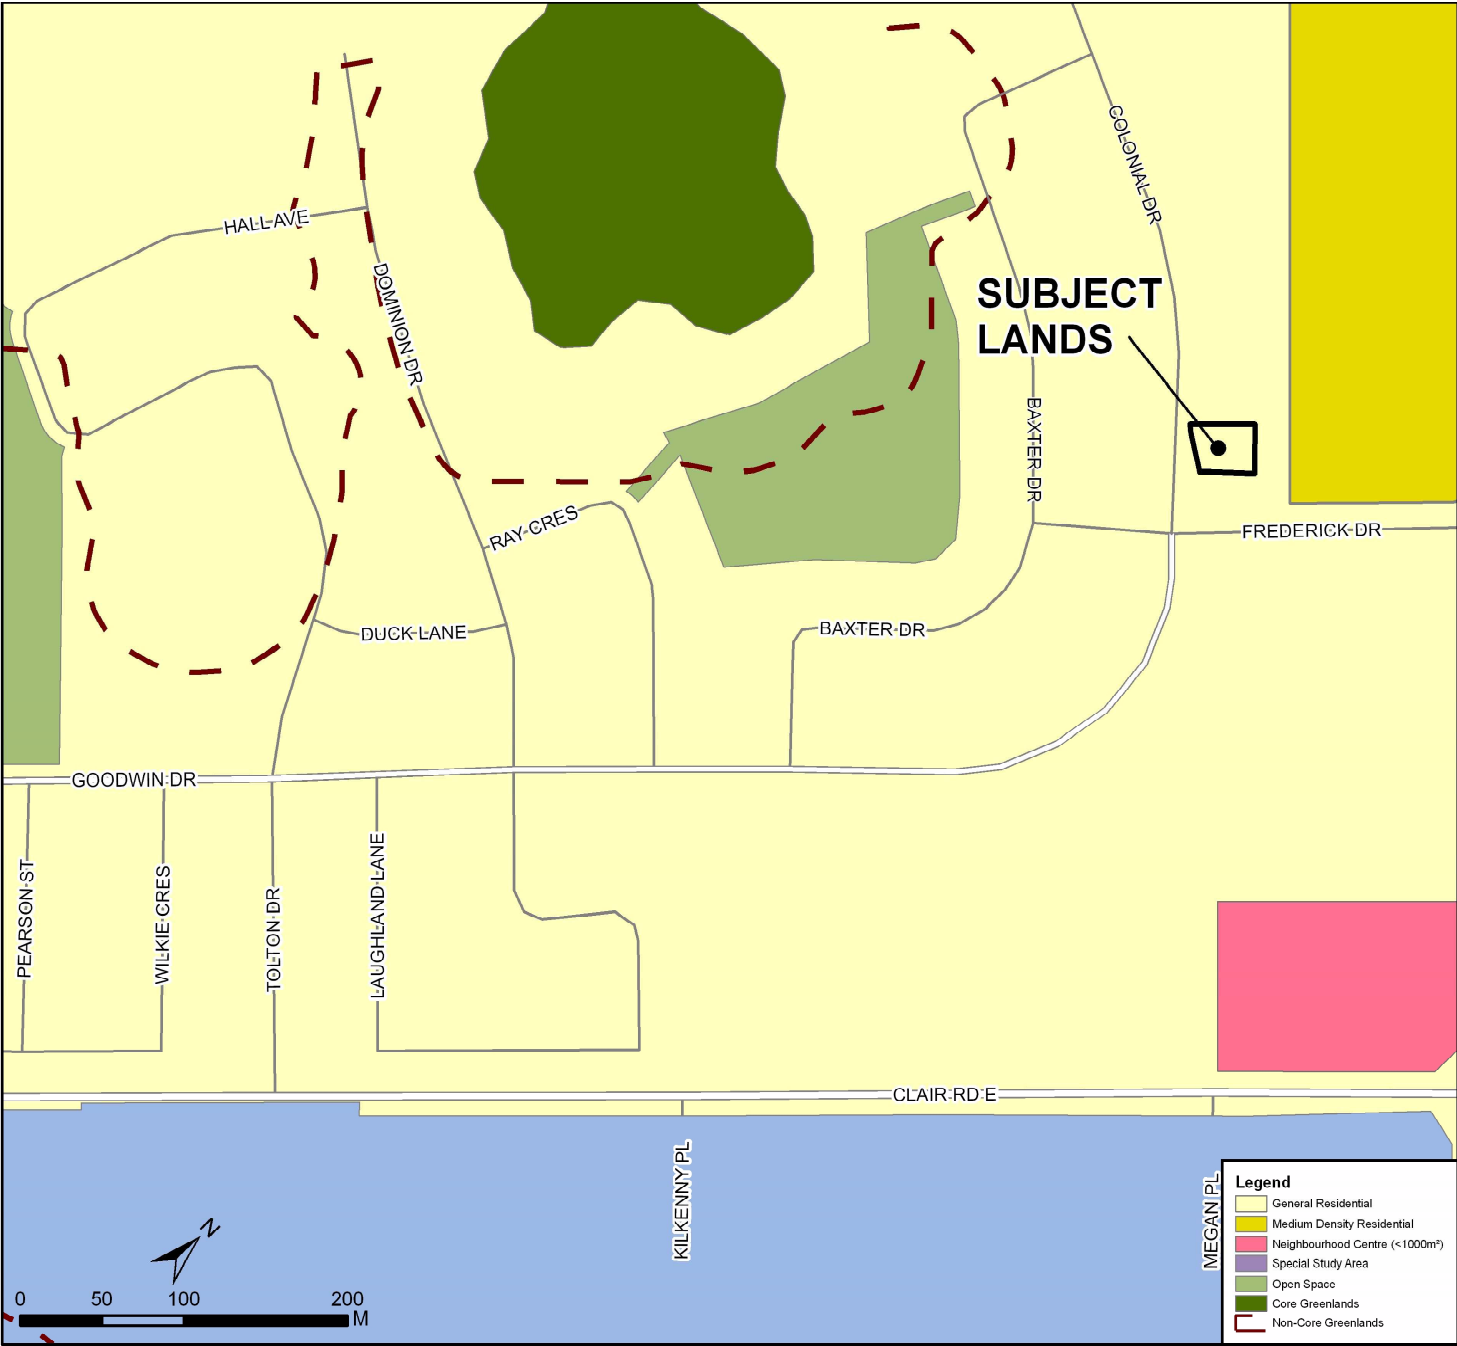 COLONIAL DR
HALL AVE
DOMINION DR
SUBJECT
LANDS
BAXTER DR
RAY CRES
FREDERICK DR
DUCK LANE
BAXTER DR
GOODWIN DR
PEARSON ST
WILKIE CRES
TOLTON DR
LAUGHLAND LANE
CLAIR RD E
KILKENNY PL
MEGAN PL
N
0 50 100 200
M
Legend
General Residential
Medium Density Residential
Neighbourhood Centre (<1000m²)
Special Study Area
Open Space
Core Greenlands
Non-Core Greenlands